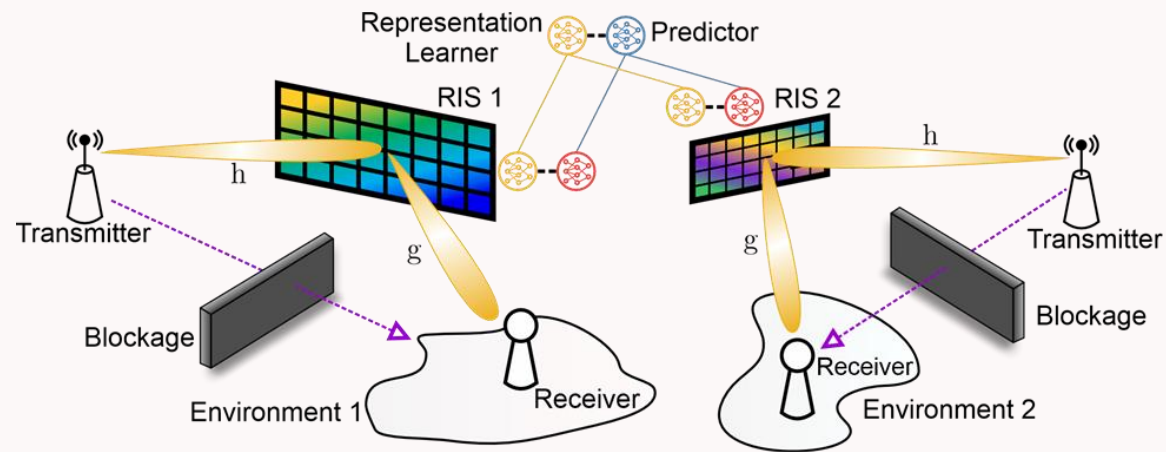 Representation
Learner
Predictor
RIS 1
RIS 2
h
h
Transmitter
Transmitter
g
g
Blockage
Blockage
Receiver
Receiver
Environment 1
Environment 2